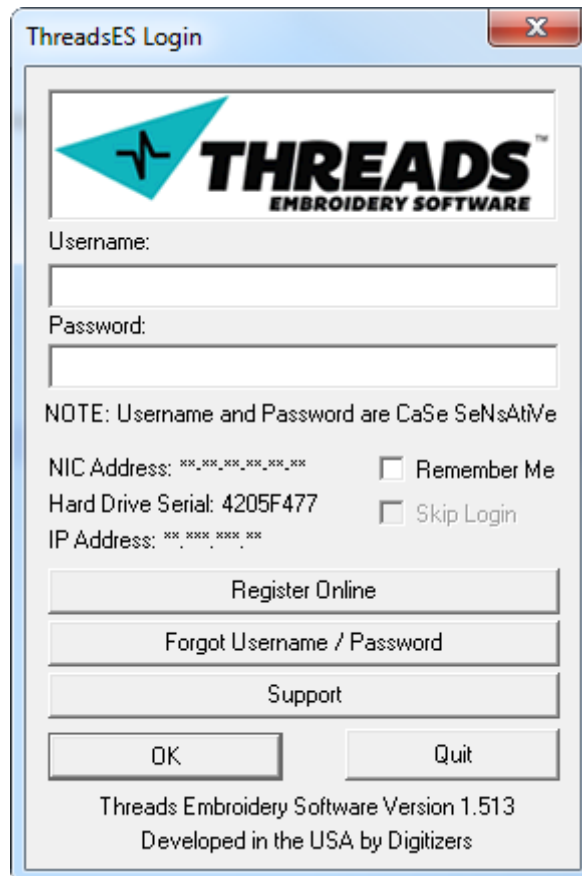 ThreadsES Login
THREADS™
EMBROIDERY SOFTWARE
Username:
Password:
NOTE: Username and Password are CaSe SeNsAtiVe
NIC Address: **-**-**-**-**-**
Remember Me
Hard Drive Serial: 4205F477
Skip Login
IP Address: **.***.***.**
Register Online
Forgot Username / Password
Support
OK
Quit
Threads Embroidery Software Version 1.513
Developed in the USA by Digitizers